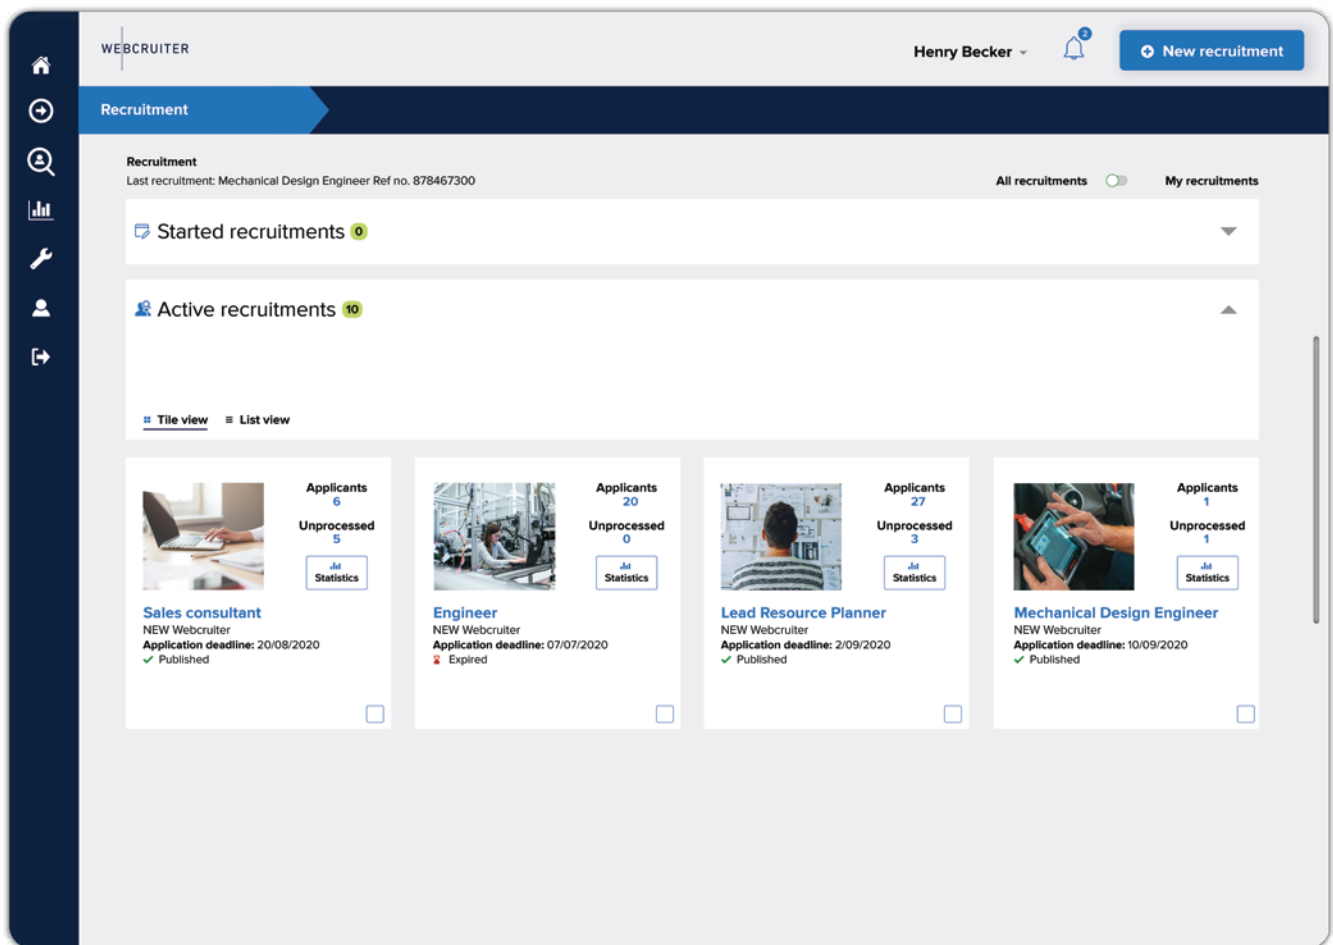 WEBCRUITER
Henry Becker
2
New recruitment
Recruitment
Recruitment
Last recruitment: Mechanical Design Engineer Ref no. 878467300
All recruitments
My recruitments
Started recruitments 0
Active recruitments 10
Tile view
List view
Applicants
6
Unprocessed
5
Statistics
Sales consultant
NEW Webcruiter
Application deadline: 20/08/2020
Published
Applicants
20
Unprocessed
0
Statistics
Engineer
NEW Webcruiter
Application deadline: 07/07/2020
Expired
Applicants
27
Unprocessed
3
Statistics
Lead Resource Planner
NEW Webcruiter
Application deadline: 2/09/2020
Published
Applicants
1
Unprocessed
1
Statistics
Mechanical Design Engineer
NEW Webcruiter
Application deadline: 10/09/2020
Published